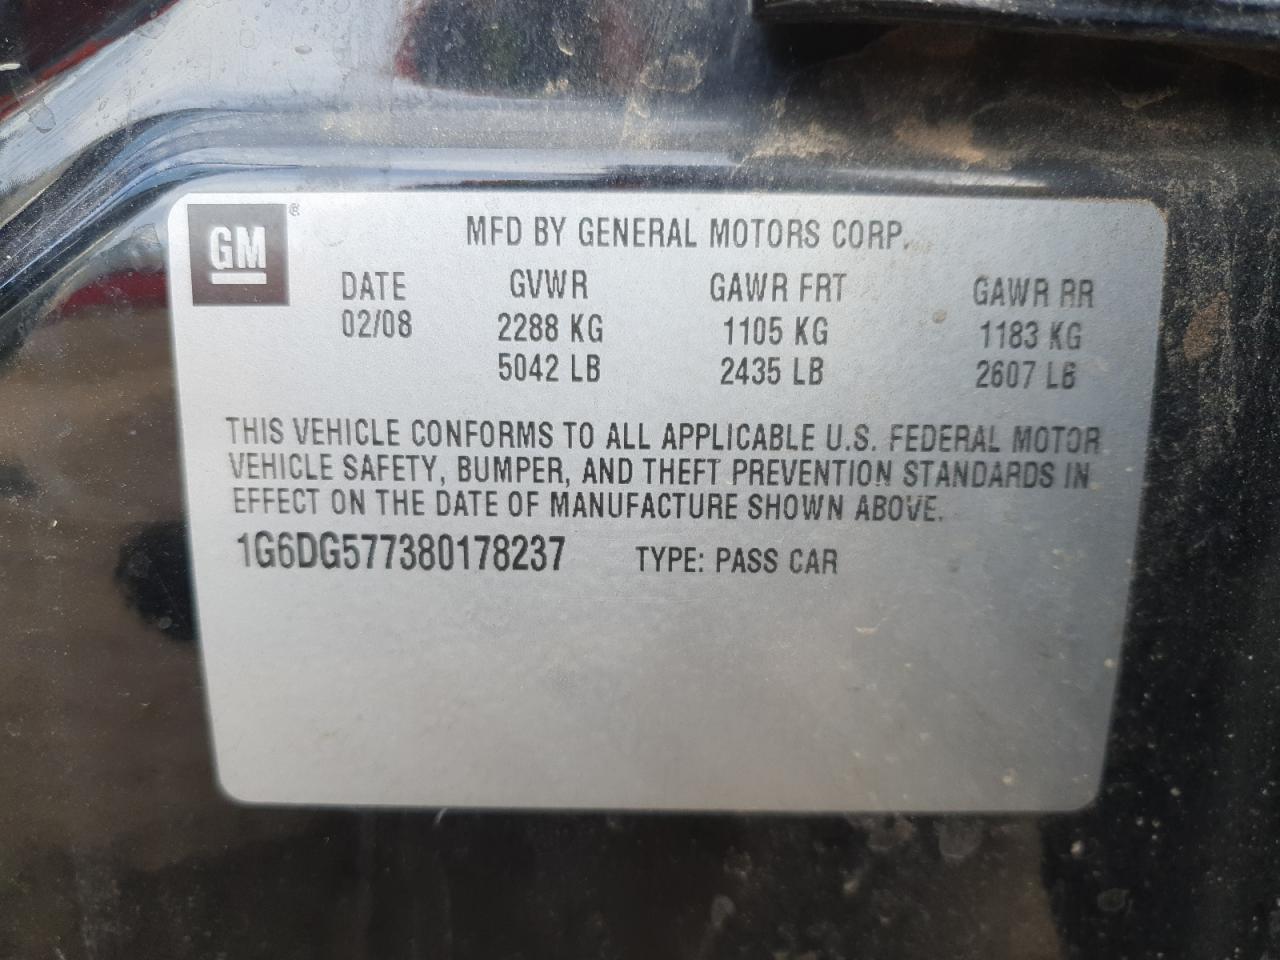 GM®
MFD BY GENERAL MOTORS CORP.
DATE GVWR GAWR FRT GAWR RR
02/08 2288 KG 1105 KG 1183 KG
5042 LB 2435 LB 2607 LB
THIS VEHICLE CONFORMS TO ALL APPLICABLE U.S. FEDERAL MOTOR
VEHICLE SAFETY, BUMPER, AND THEFT PREVENTION STANDARDS IN
EFFECT ON THE DATE OF MANUFACTURE SHOWN ABOVE.
1G6DG577380178237 TYPE: PASS CAR